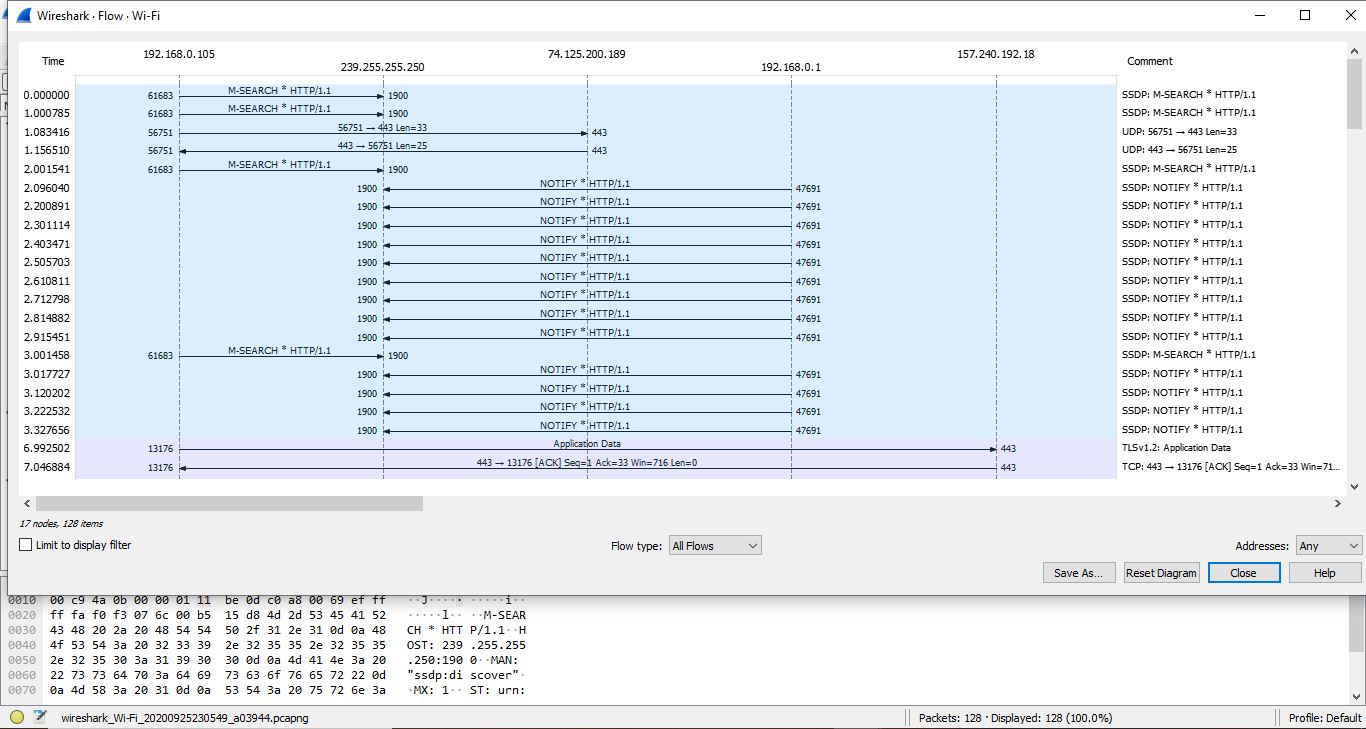 Wireshark · Flow · Wi-Fi
192.168.0.105 74.125.200.189 157.240.192.18
Time 239.255.255.250 192.168.0.1 Comment
0.000000 61683 M-SEARCH * HTTP/1.1 1900 SSDP: M-SEARCH * HTTP/1.1
1.000785 61683 M-SEARCH * HTTP/1.1 1900 SSDP: M-SEARCH * HTTP/1.1
1.083416 56751 56751 → 443 Len=33 443 UDP: 56751 → 443 Len=33
1.156510 56751 443 → 56751 Len=25 443 UDP: 443 → 56751 Len=25
2.001541 61683 M-SEARCH * HTTP/1.1 1900 SSDP: M-SEARCH * HTTP/1.1
2.096040 1900 NOTIFY * HTTP/1.1 47691 SSDP: NOTIFY * HTTP/1.1
2.200891 1900 NOTIFY * HTTP/1.1 47691 SSDP: NOTIFY * HTTP/1.1
2.301114 1900 NOTIFY * HTTP/1.1 47691 SSDP: NOTIFY * HTTP/1.1
2.403471 1900 NOTIFY * HTTP/1.1 47691 SSDP: NOTIFY * HTTP/1.1
2.505703 1900 NOTIFY * HTTP/1.1 47691 SSDP: NOTIFY * HTTP/1.1
2.610811 1900 NOTIFY * HTTP/1.1 47691 SSDP: NOTIFY * HTTP/1.1
2.712798 1900 NOTIFY * HTTP/1.1 47691 SSDP: NOTIFY * HTTP/1.1
2.814882 1900 NOTIFY * HTTP/1.1 47691 SSDP: NOTIFY * HTTP/1.1
2.915451 1900 NOTIFY * HTTP/1.1 47691 SSDP: NOTIFY * HTTP/1.1
3.001458 61683 M-SEARCH * HTTP/1.1 1900 SSDP: M-SEARCH * HTTP/1.1
3.017727 1900 NOTIFY * HTTP/1.1 47691 SSDP: NOTIFY * HTTP/1.1
3.120202 1900 NOTIFY * HTTP/1.1 47691 SSDP: NOTIFY * HTTP/1.1
3.222532 1900 NOTIFY * HTTP/1.1 47691 SSDP: NOTIFY * HTTP/1.1
3.327656 1900 NOTIFY * HTTP/1.1 47691 SSDP: NOTIFY * HTTP/1.1
6.992502 13176 Application Data 443 TLSv1.2: Application Data
7.046884 13176 443 → 13176 [ACK] Seq=1 Ack=33 Win=716 Len=0 443 TCP: 443 → 13176 [ACK] Seq=1 Ack=33 Win=71...
17 nodes, 128 items
Limit to display filter Flow type: All Flows Addresses: Any
Save As... Reset Diagram Close Help
0010 00 c9 4a 0b 00 00 01 11 be 0d c0 a8 00 69 ef ff ··J····· ·····i··
0020 ff fa f0 f3 07 6c 00 b5 15 d8 4d 2d 53 45 41 52 ·····l·· ··M-SEAR
0030 43 48 20 2a 20 48 54 54 50 2f 31 2e 31 0d 0a 48 CH * HTT P/1.1··H
0040 4f 53 54 3a 20 32 33 39 2e 32 35 35 2e 32 35 35 OST: 239 .255.255
0050 2e 32 35 30 3a 31 39 30 30 0d 0a 4d 41 4e 3a 20 .250:190 0··MAN:
0060 22 73 73 64 70 3a 64 69 73 63 6f 76 65 72 22 0d "ssdp:di scover"·
0070 0a 4d 58 3a 20 31 0d 0a 53 54 3a 20 75 72 6e 3a ·MX: 1·· ST: urn:
wireshark_Wi-Fi_20200925230549_a03944.pcapng Packets: 128 · Displayed: 128 (100.0%) Profile: Default